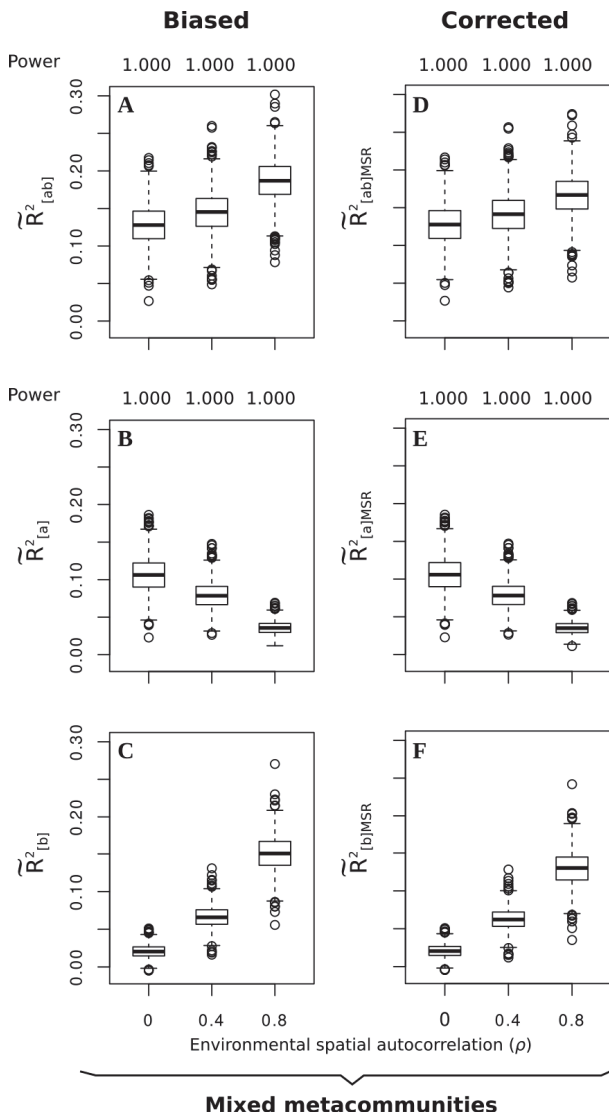 Biased Corrected
Power 1.000 1.000 1.000 1.000 1.000 1.000
A D
0.30
0.20
0.10
0.00
R̃²[ab] R̃²[ab]MSR
Power 1.000 1.000 1.000 1.000 1.000 1.000
B E
0.30
0.20
0.10
0.00
R̃²[a] R̃²[a]MSR
C F
0.30
0.20
0.10
0.00
R̃²[b] R̃²[b]MSR
0 0.4 0.8 0 0.4 0.8
Environmental spatial autocorrelation (ρ)
Mixed metacommunities